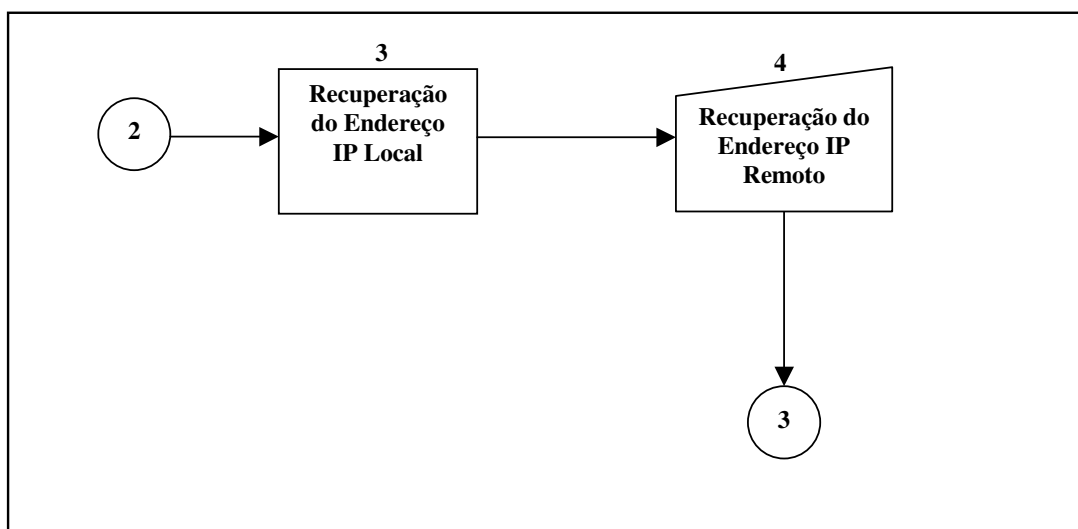 3
4
2
Recuperação
do Endereço
IP Local
Recuperação do
Endereço IP
Remoto
3